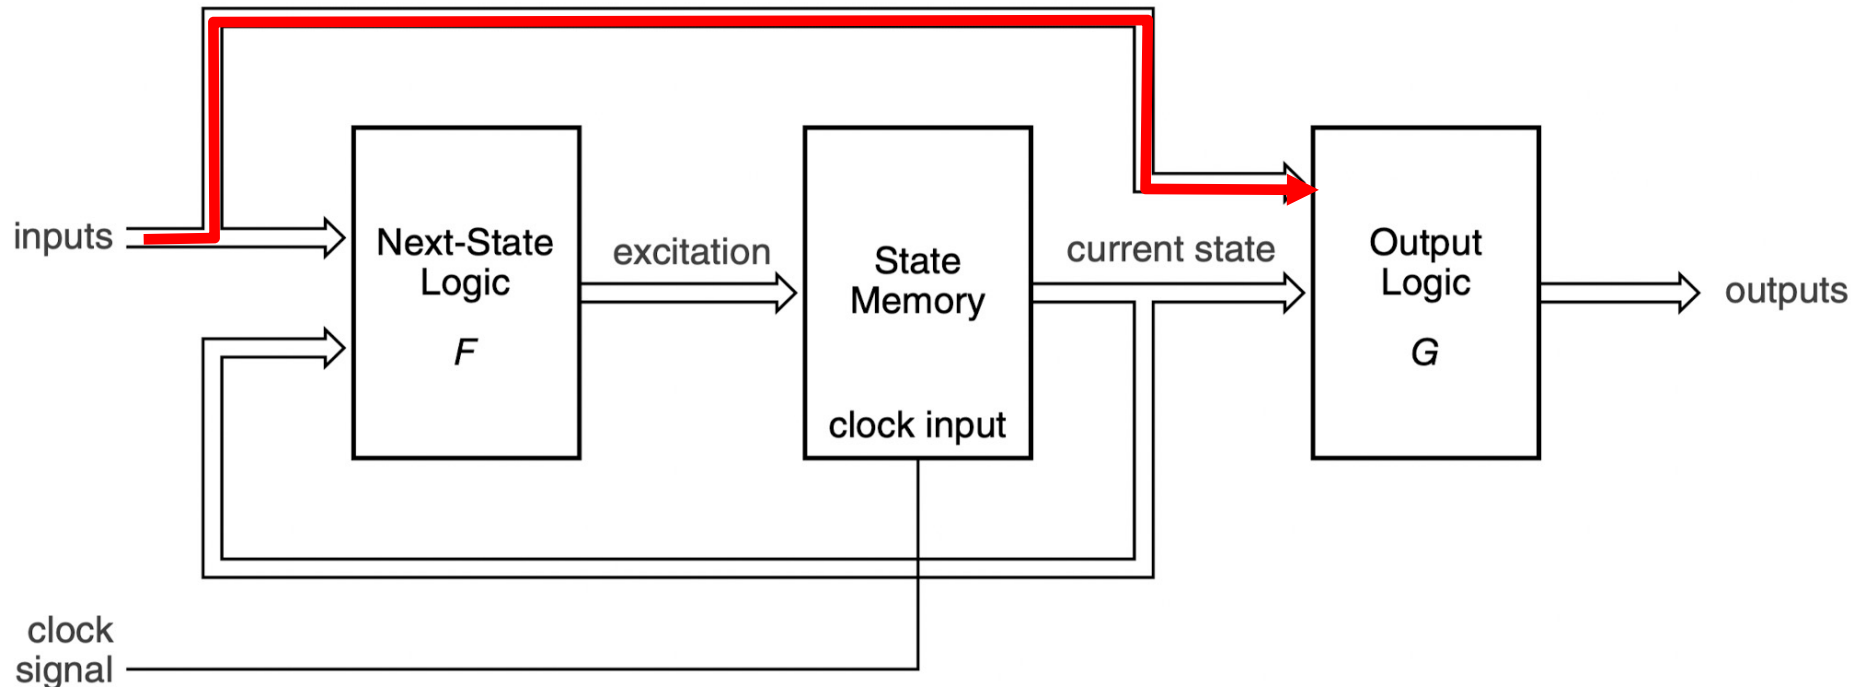 inputs
Next-State
Logic
F
excitation
State
Memory
clock input
current state
Output
Logic
G
outputs
clock
signal